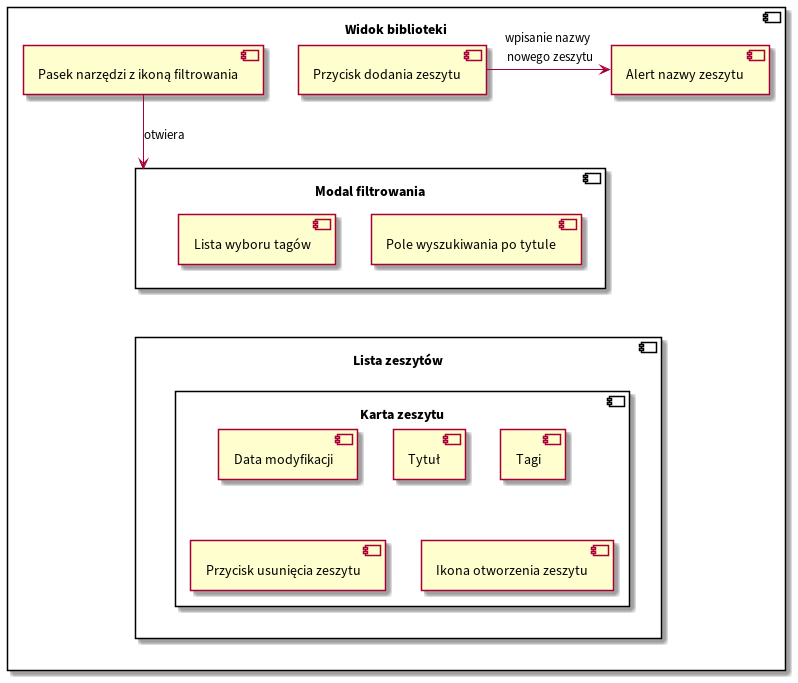 Widok biblioteki
Pasek narzędzi z ikoną filtrowania
Przycisk dodania zeszytu
wpisanie nazwy
nowego zeszytu
Alert nazwy zeszytu
otwiera
Modal filtrowania
Lista wyboru tagów
Pole wyszukiwania po tytule
Lista zeszytów
Karta zeszytu
Data modyfikacji
Tytuł
Tagi
Przycisk usunięcia zeszytu
Ikona otworzenia zeszytu